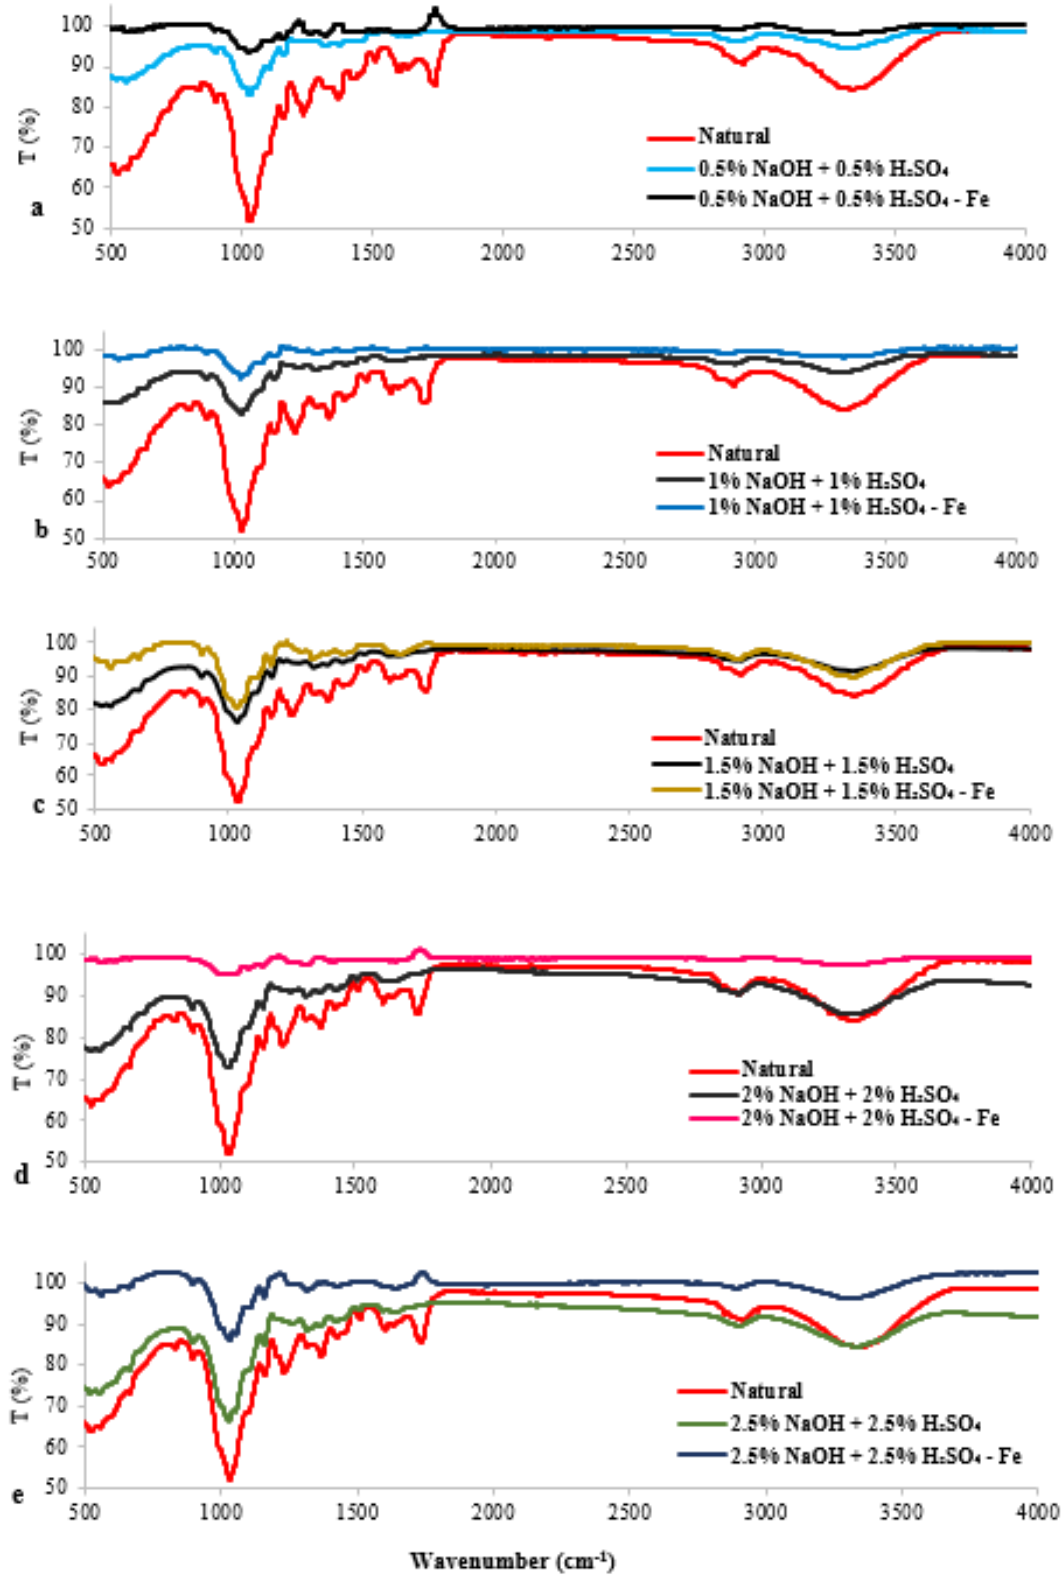 100
90
80
70
60
50
T (%)
Natural
0.5% NaOH + 0.5% H₂SO₄
0.5% NaOH + 0.5% H₂SO₄ - Fe
a
500 1000 1500 2000 2500 3000 3500 4000
100
90
80
70
60
50
T (%)
Natural
1% NaOH + 1% H₂SO₄
1% NaOH + 1% H₂SO₄ - Fe
b
500 1000 1500 2000 2500 3000 3500 4000
100
90
80
70
60
50
T (%)
Natural
1.5% NaOH + 1.5% H₂SO₄
1.5% NaOH + 1.5% H₂SO₄ - Fe
c
500 1000 1500 2000 2500 3000 3500 4000
100
90
80
70
60
50
T (%)
Natural
2% NaOH + 2% H₂SO₄
2% NaOH + 2% H₂SO₄ - Fe
d
500 1000 1500 2000 2500 3000 3500 4000
100
90
80
70
60
50
T (%)
Natural
2.5% NaOH + 2.5% H₂SO₄
2.5% NaOH + 2.5% H₂SO₄ - Fe
e
500 1000 1500 2000 2500 3000 3500 4000
Wavenumber (cm⁻¹)